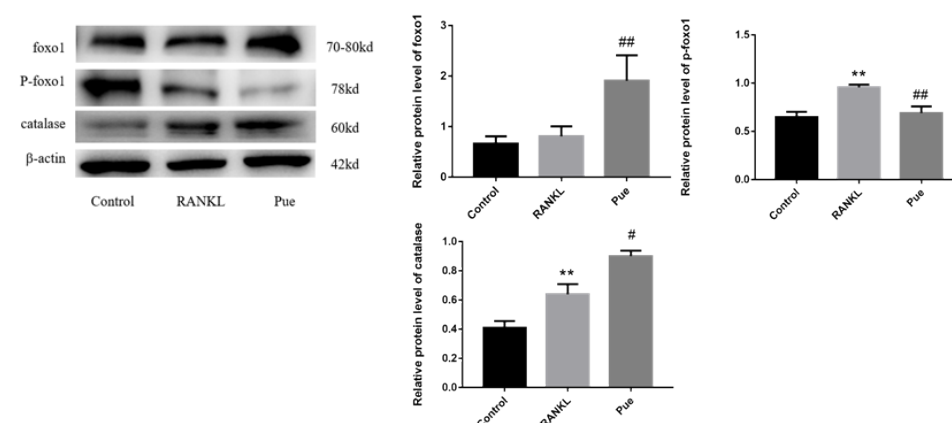 foxo1
70-80kd
P-foxo1
78kd
catalase
60kd
β-actin
42kd
Control RANKL Pue
Relative protein level of foxo1
3
2
1
0
##
Control
RANKL
Pue
Relative protein level of p-foxo1
1.5
1.0
0.5
0.0
**
##
Control
RANKL
Pue
Relative protein level of catalase
1.0
0.8
0.6
0.4
0.2
0.0
**
#
Control
RANKL
Pue